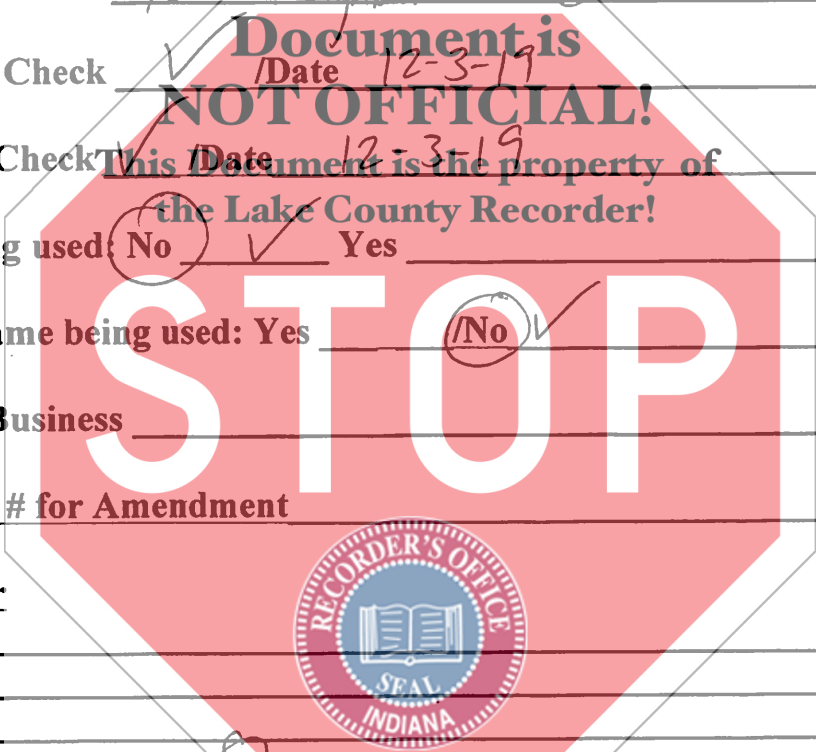 Document is
Check ✓ /Date 12-3-19
NOT OFFICIAL!
Check ✓ /Date 12-3-19
This Document is the property of
the Lake County Recorder!
g used: No ✓ Yes
me being used: Yes /No ✓
STOP
Business
# for Amendment
RECORDER'S OFFICE
SEAL
INDIANA